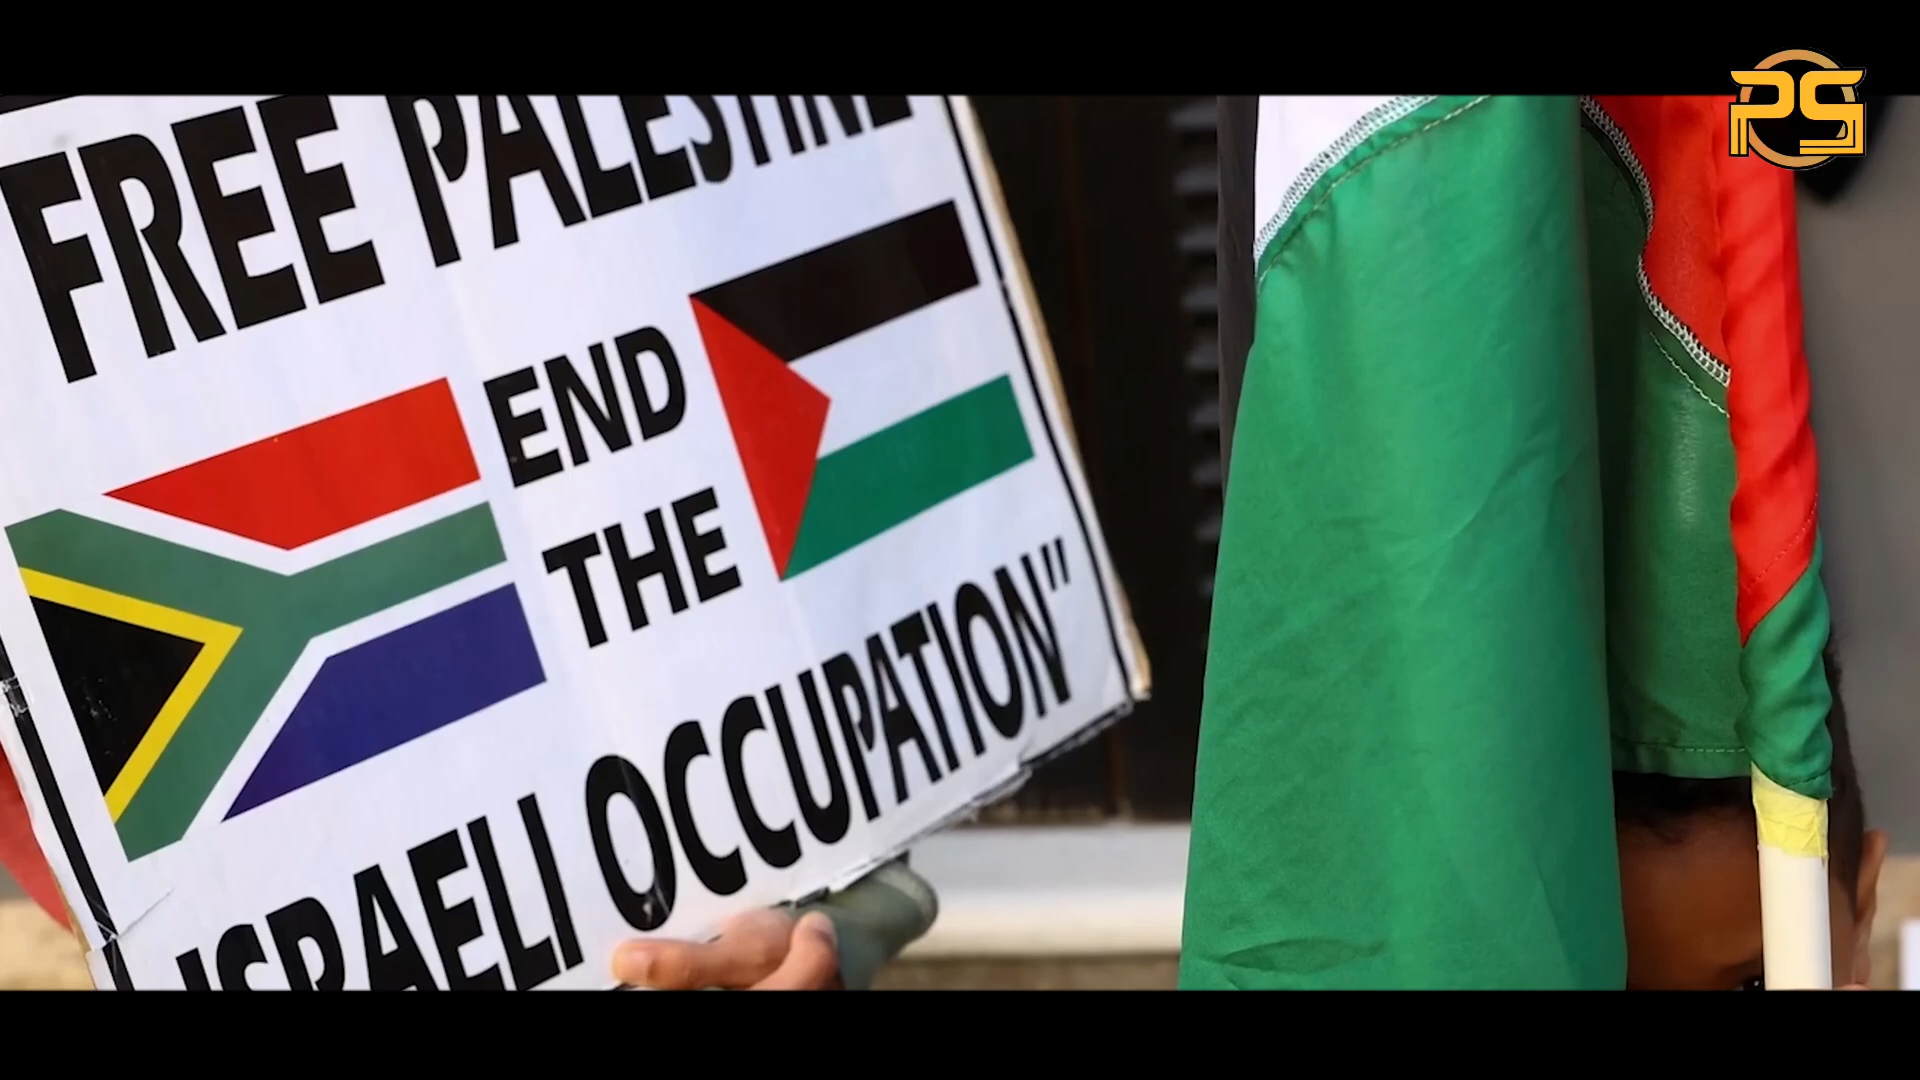 PS
FREE PALESTINE
END
THE
ISRAELI OCCUPATION"